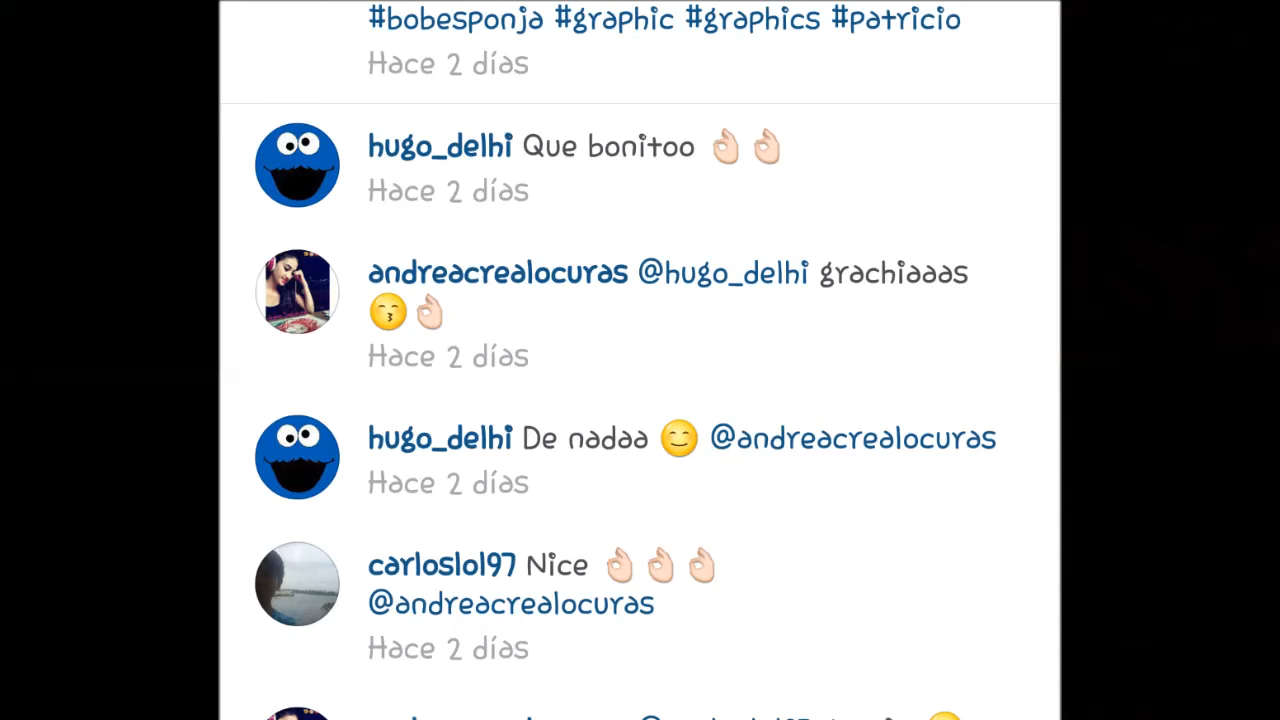 #bobesponja #graphic #graphics #patricio
Hace 2 días
hugo_delhi Que bonitoo 👌👌
Hace 2 días
andreacrealocuras @hugo_delhi grachiaaas
😙👌
Hace 2 días
hugo_delhi De nadaa 😊 @andreacrealocuras
Hace 2 días
carloslol97 Nice 👌👌👌
@andreacrealocuras
Hace 2 días